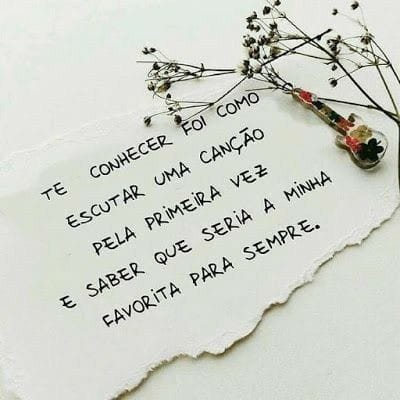 TE CONHECER FOI COMO
ESCUTAR UMA CANÇÃO
PELA PRIMEIRA VEZ
E SABER QUE SERIA A MINHA
FAVORITA PARA SEMPRE.